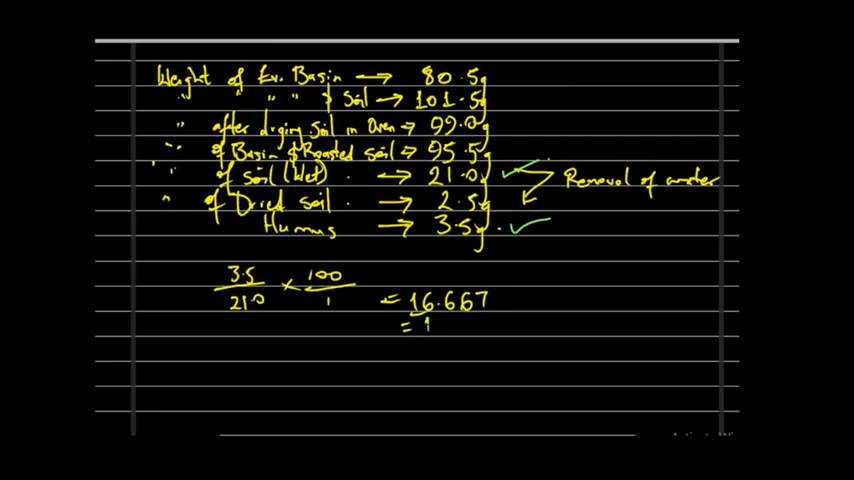 Weight of Ev. Basin → 80.5g
" " " " & Soil → 101.5g
" after drying soil in Oven → 99.0g
" of Basin & Roasted soil → 95.5g
" of soil (Wet) . → 21.0g ✓ Removal of water
" of Dried soil . → 2.5g
Humus → 3.5g . ✓
3.5/21.0 × 100/1 = 16.667
= 1